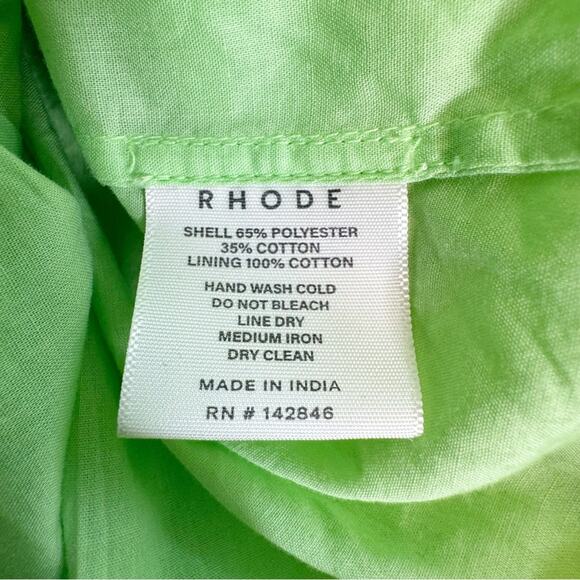 RHODE
SHELL 65% POLYESTER
35% COTTON
LINING 100% COTTON
HAND WASH COLD
DO NOT BLEACH
LINE DRY
MEDIUM IRON
DRY CLEAN
MADE IN INDIA
RN # 142846